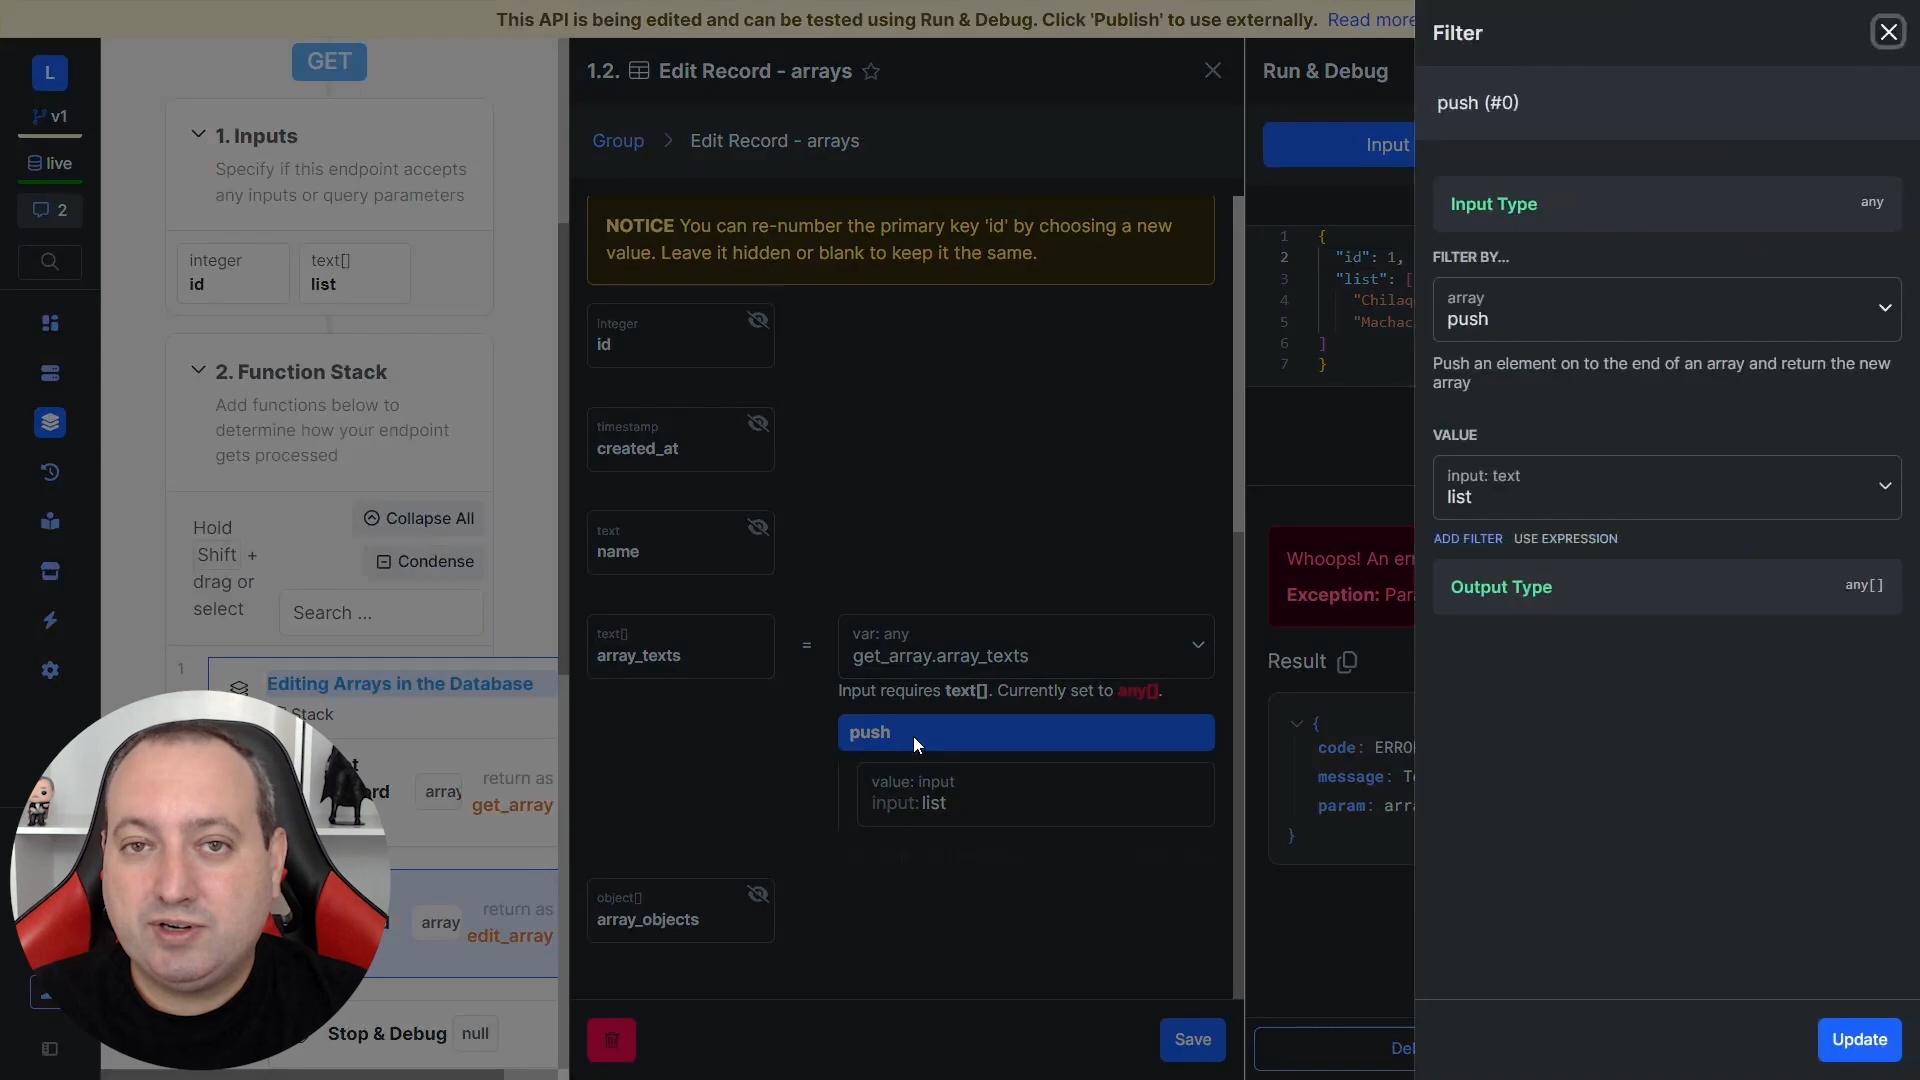 This API is being edited and can be tested using Run & Debug. Click 'Publish' to use externally. Read more
L
v1
live
2
GET
1. Inputs
Specify if this endpoint accepts
any inputs or query parameters
integer
id
text[]
list
2. Function Stack
Add functions below to
determine how your endpoint
gets processed
Hold
Shift +
drag or
select
Collapse All
Condense
Search ...
1
Editing Arrays in the Database
Stack
array
return as
get_array
array
return as
edit_array
Stop & Debug
null
1.2. Edit Record - arrays
Group > Edit Record - arrays
NOTICE You can re-number the primary key 'id' by choosing a new
value. Leave it hidden or blank to keep it the same.
Integer
id
timestamp
created_at
text
name
text[]
array_texts
=
var: any
get_array.array_texts
Input requires text[]. Currently set to any[].
push
value: input
input: list
object[]
array_objects
Save
Run & Debug
Input
1 {
2 "id": 1,
3 "list": [
4 "Chilaq
5 "Machac
6 ]
7 }
Whoops! An err
Exception: Par
Result
{
code: ERRO
message: Te
param: arra
}
De
Filter
push (#0)
Input Type
any
FILTER BY...
array
push
Push an element on to the end of an array and return the new
array
VALUE
input: text
list
ADD FILTER USE EXPRESSION
Output Type
any[]
Update